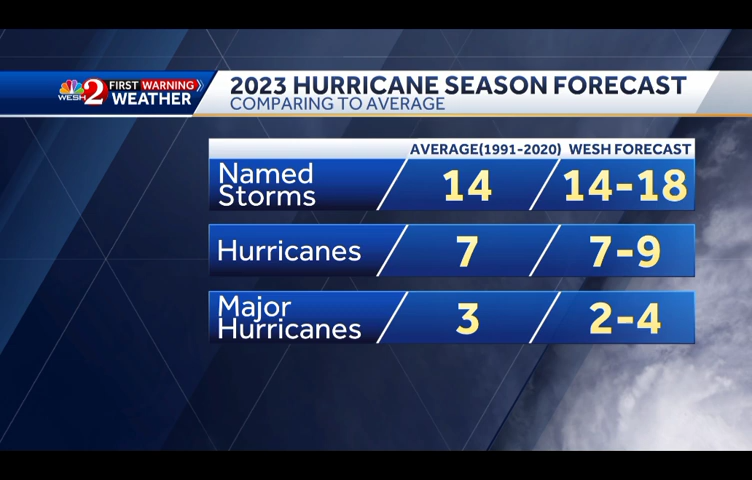 WESH 2 FIRST WARNING
WEATHER
2023 HURRICANE SEASON FORECAST
COMPARING TO AVERAGE
AVERAGE(1991-2020) WESH FORECAST
Named
Storms 14 14-18
Hurricanes 7 7-9
Major
Hurricanes 3 2-4